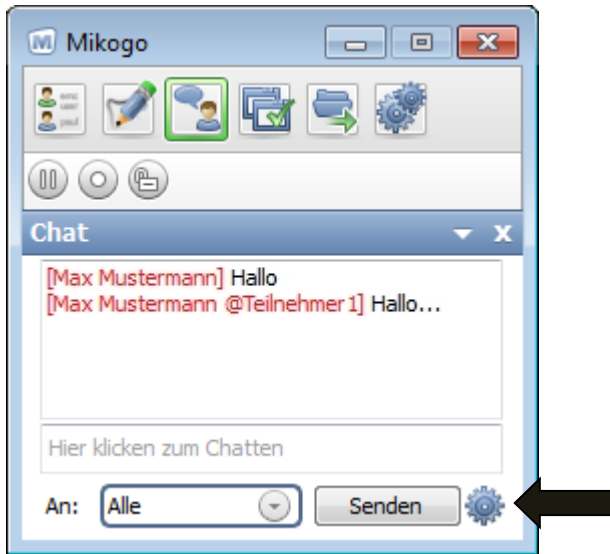 Mikogo
Chat
[Max Mustermann] Hallo
[Max Mustermann @Teilnehmer1] Hallo...
Hier klicken zum Chatten
An: Alle Senden